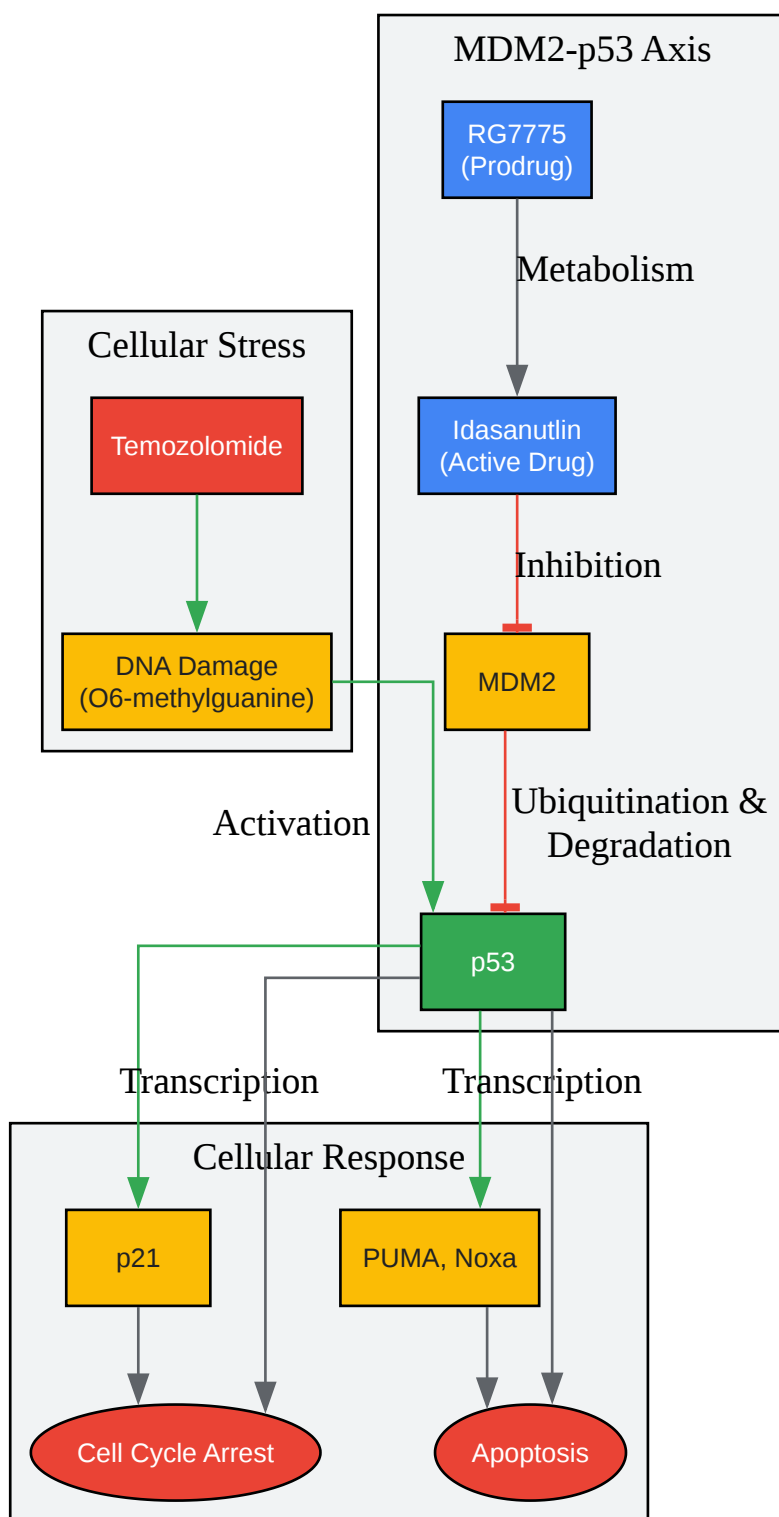 MDM2-p53 Axis
RG7775
(Prodrug)
Metabolism
Cellular Stress
Temozolomide
Idasanutlin
(Active Drug)
Inhibition
DNA Damage
(O6-methylguanine)
MDM2
Activation
Ubiquitination &
Degradation
p53
Transcription
Transcription
Cellular Response
p21
PUMA, Noxa
Cell Cycle Arrest
Apoptosis